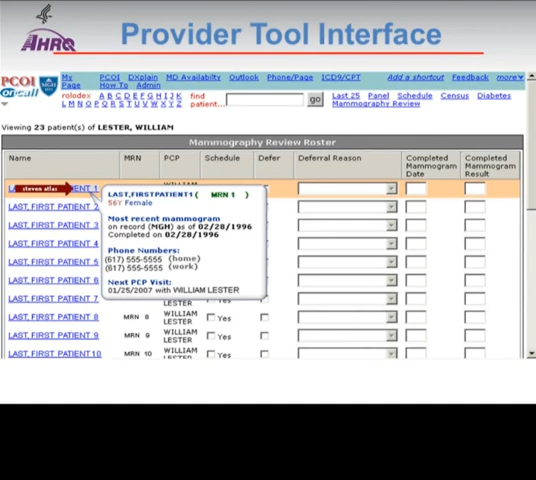 AHRQ
Provider Tool Interface
PCOI
oncall
MGH
My Page PCOI How To DXplain Admin MD Availabilty Outlook Phone/Page ICD9/CPT Add a shortcut Feedback more
rolodex A B C D E F G H I J K
L M N O P Q R S T U V W X Y Z
find patient... go
Last 25 Panel Schedule Census Diabetes
Mammography Review
Viewing 23 patient(s) of LESTER, WILLIAM
Mammography Review Roster
Name MRN PCP Schedule Defer Deferral Reason Completed Mammogram Date Completed Mammogram Result
steven atlas
LAST, FIRST PATIENT 2
LAST, FIRST PATIENT 3
LAST, FIRST PATIENT 4
LAST, FIRST PATIENT 5
LAST, FIRST PATIENT 6
LAST, FIRST PATIENT 7
LAST, FIRST PATIENT 8 MRN 8 WILLIAM LESTER Yes
LAST, FIRST PATIENT 9 MRN 9 WILLIAM LESTER Yes
LAST, FIRST PATIENT 10 MRN 10 WILLIAM LESTER Yes
LAST,FIRSTPATIENT1 ( MRN 1 )
56Y Female
Most recent mammogram
on record (MGH) as of 02/28/1996
Completed on 02/28/1996
Phone Numbers:
(617) 555-5555 (home)
(617) 555-5555 (work)
Next PCP Visit:
01/25/2007 with WILLIAM LESTER